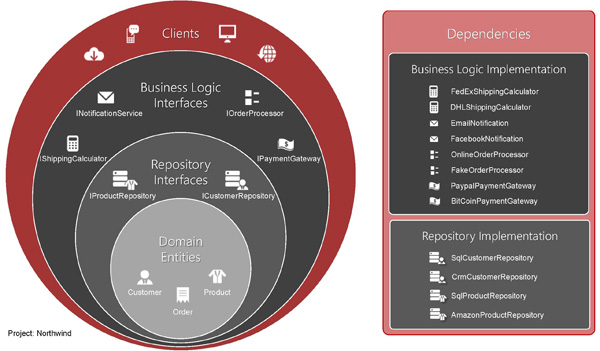 Clients
Business Logic
Interfaces
INotificationService
IOrderProcessor
IShippingCalculator
IPaymentGateway
Repository
Interfaces
IProductRepository
ICustomerRepository
Domain
Entities
Customer
Product
Order
Project: Northwind
Dependencies
Business Logic Implementation
FedExShippingCalculator
DHLShippingCalculator
EmailNotification
FacebookNotification
OnlineOrderProcessor
FakeOrderProcessor
PaypalPaymentGateway
BitCoinPaymentGateway
Repository Implementation
SqlCustomerRepository
CrmCustomerRepository
SqlProductRepository
AmazonProductRepository